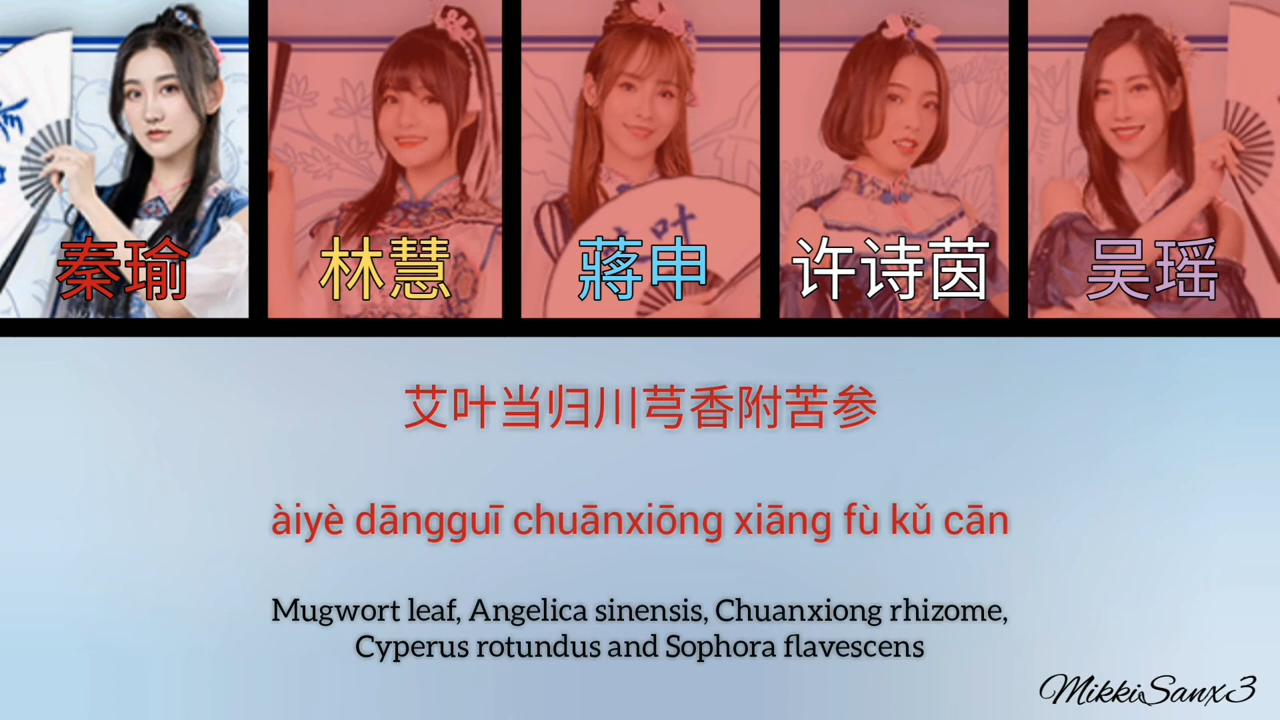 秦瑜
林慧
蔣申
许诗茵
吴瑶
叶
艾叶当归川芎香附苦参
àiyè dāngguī chuānxiōng xiāng fù kǔ cān
Mugwort leaf, Angelica sinensis, Chuanxiong rhizome,
Cyperus rotundus and Sophora flavescens
MikkiSanx3